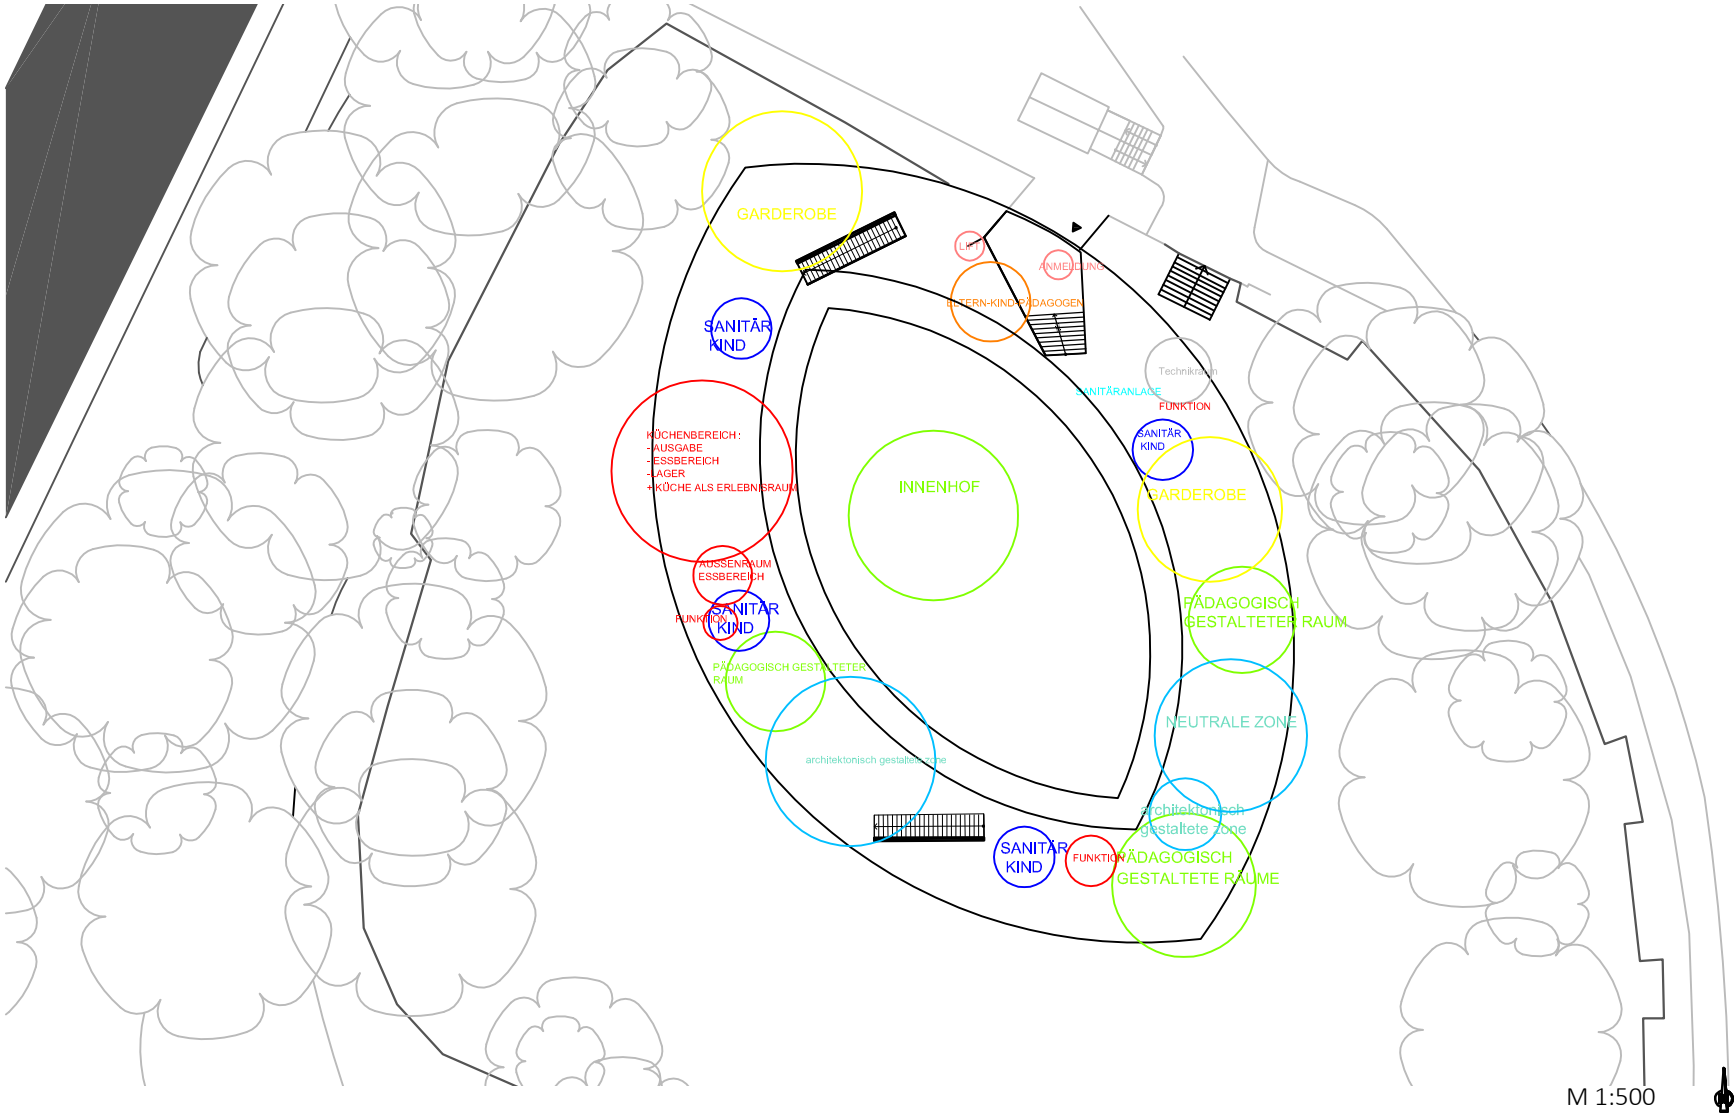 GARDEROBE
LIFT
ANMELDUNG
ELTERN-KIND-PÄDAGOGEN
SANITÄR
KIND
Technikraum
SANITÄRANLAGE
FUNKTION
KÜCHENBEREICH :
- AUSGABE
- ESSBEREICH
-LAGER
+ KÜCHE ALS ERLEBNISRAUM
SANITÄR
KIND
INNENHOF
GARDEROBE
AUSSENRAUM
ESSBEREICH
SANITÄR
KIND
FUNKTION
PÄDAGOGISCH
GESTALTETER RAUM
PÄDAGOGISCH GESTALTETER
RAUM
NEUTRALE ZONE
architektonisch gestaltete zone
architektonisch
gestaltete zone
SANITÄR
KIND
FUNKTION
PÄDAGOGISCH
GESTALTETE RÄUME
M 1:500
N